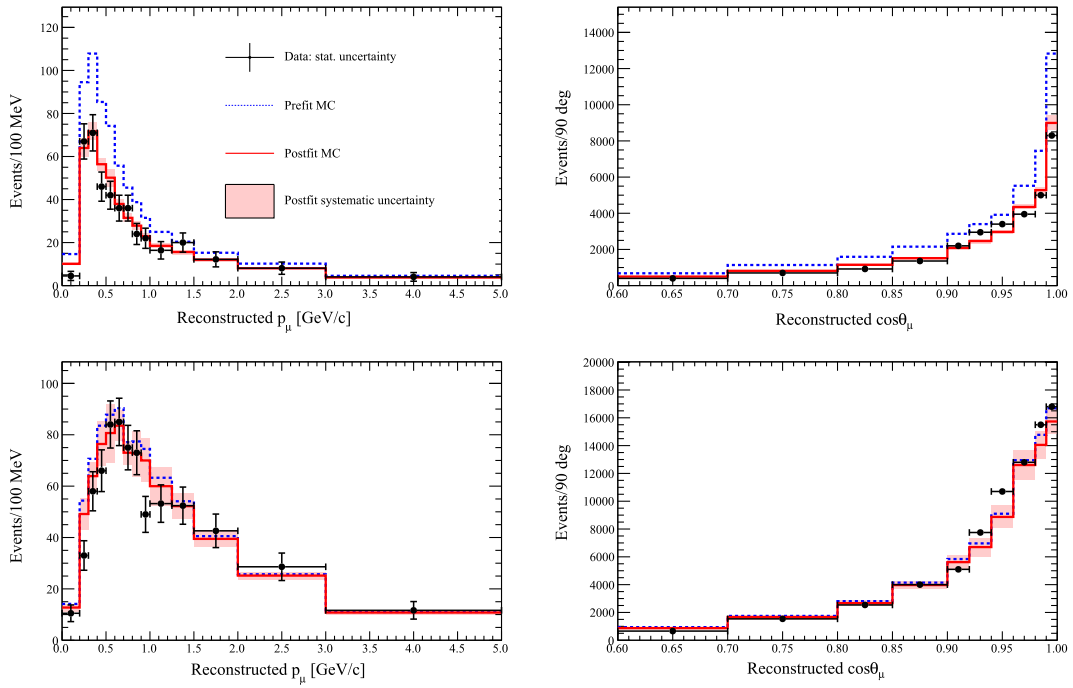 Events/100 MeV
120
100
80
60
40
20
0
Data: stat. uncertainty
Prefit MC
Postfit MC
Postfit systematic uncertainty
0.0 0.5 1.0 1.5 2.0 2.5 3.0 3.5 4.0 4.5 5.0
Reconstructed pμ [GeV/c]
Events/90 deg
14000
12000
10000
8000
6000
4000
2000
0
0.60 0.65 0.70 0.75 0.80 0.85 0.90 0.95 1.00
Reconstructed cosθμ
Events/100 MeV
100
80
60
40
20
0
0.0 0.5 1.0 1.5 2.0 2.5 3.0 3.5 4.0 4.5 5.0
Reconstructed pμ [GeV/c]
Events/90 deg
20000
18000
16000
14000
12000
10000
8000
6000
4000
2000
0
0.60 0.65 0.70 0.75 0.80 0.85 0.90 0.95 1.00
Reconstructed cosθμ